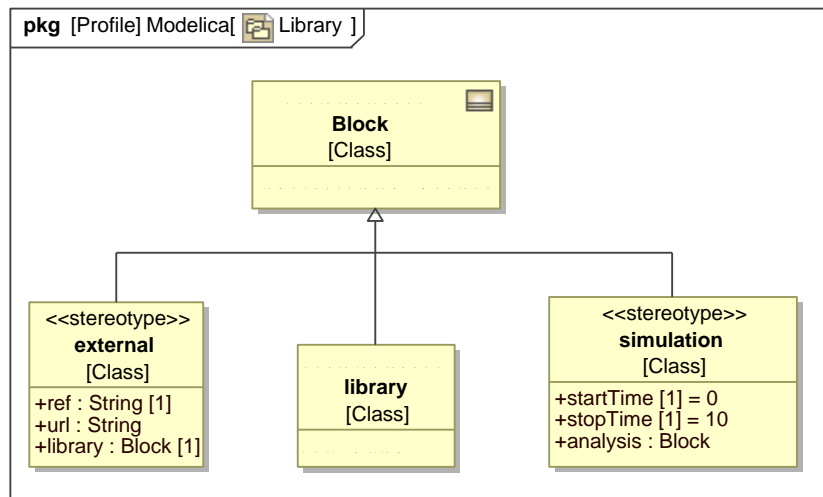 pkg [Profile] Modelica[ Library ]
Block
[Class]
<<stereotype>>
external
[Class]
+ref : String [1]
+url : String
+library : Block [1]
library
[Class]
<<stereotype>>
simulation
[Class]
+startTime [1] = 0
+stopTime [1] = 10
+analysis : Block